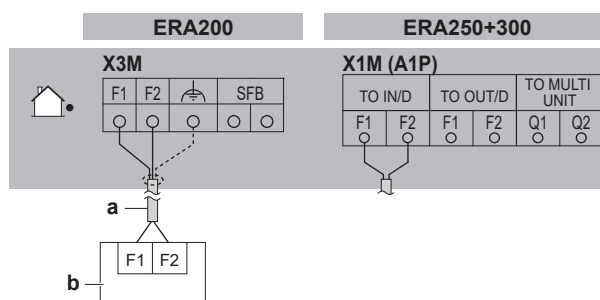 ERA200 ERA250+300
X3M X1M (A1P)
F1 F2 SFB TO IN/D TO OUT/D TO MULTI UNIT
F1 F2 F1 F2 Q1 Q2
a
F1 F2
b